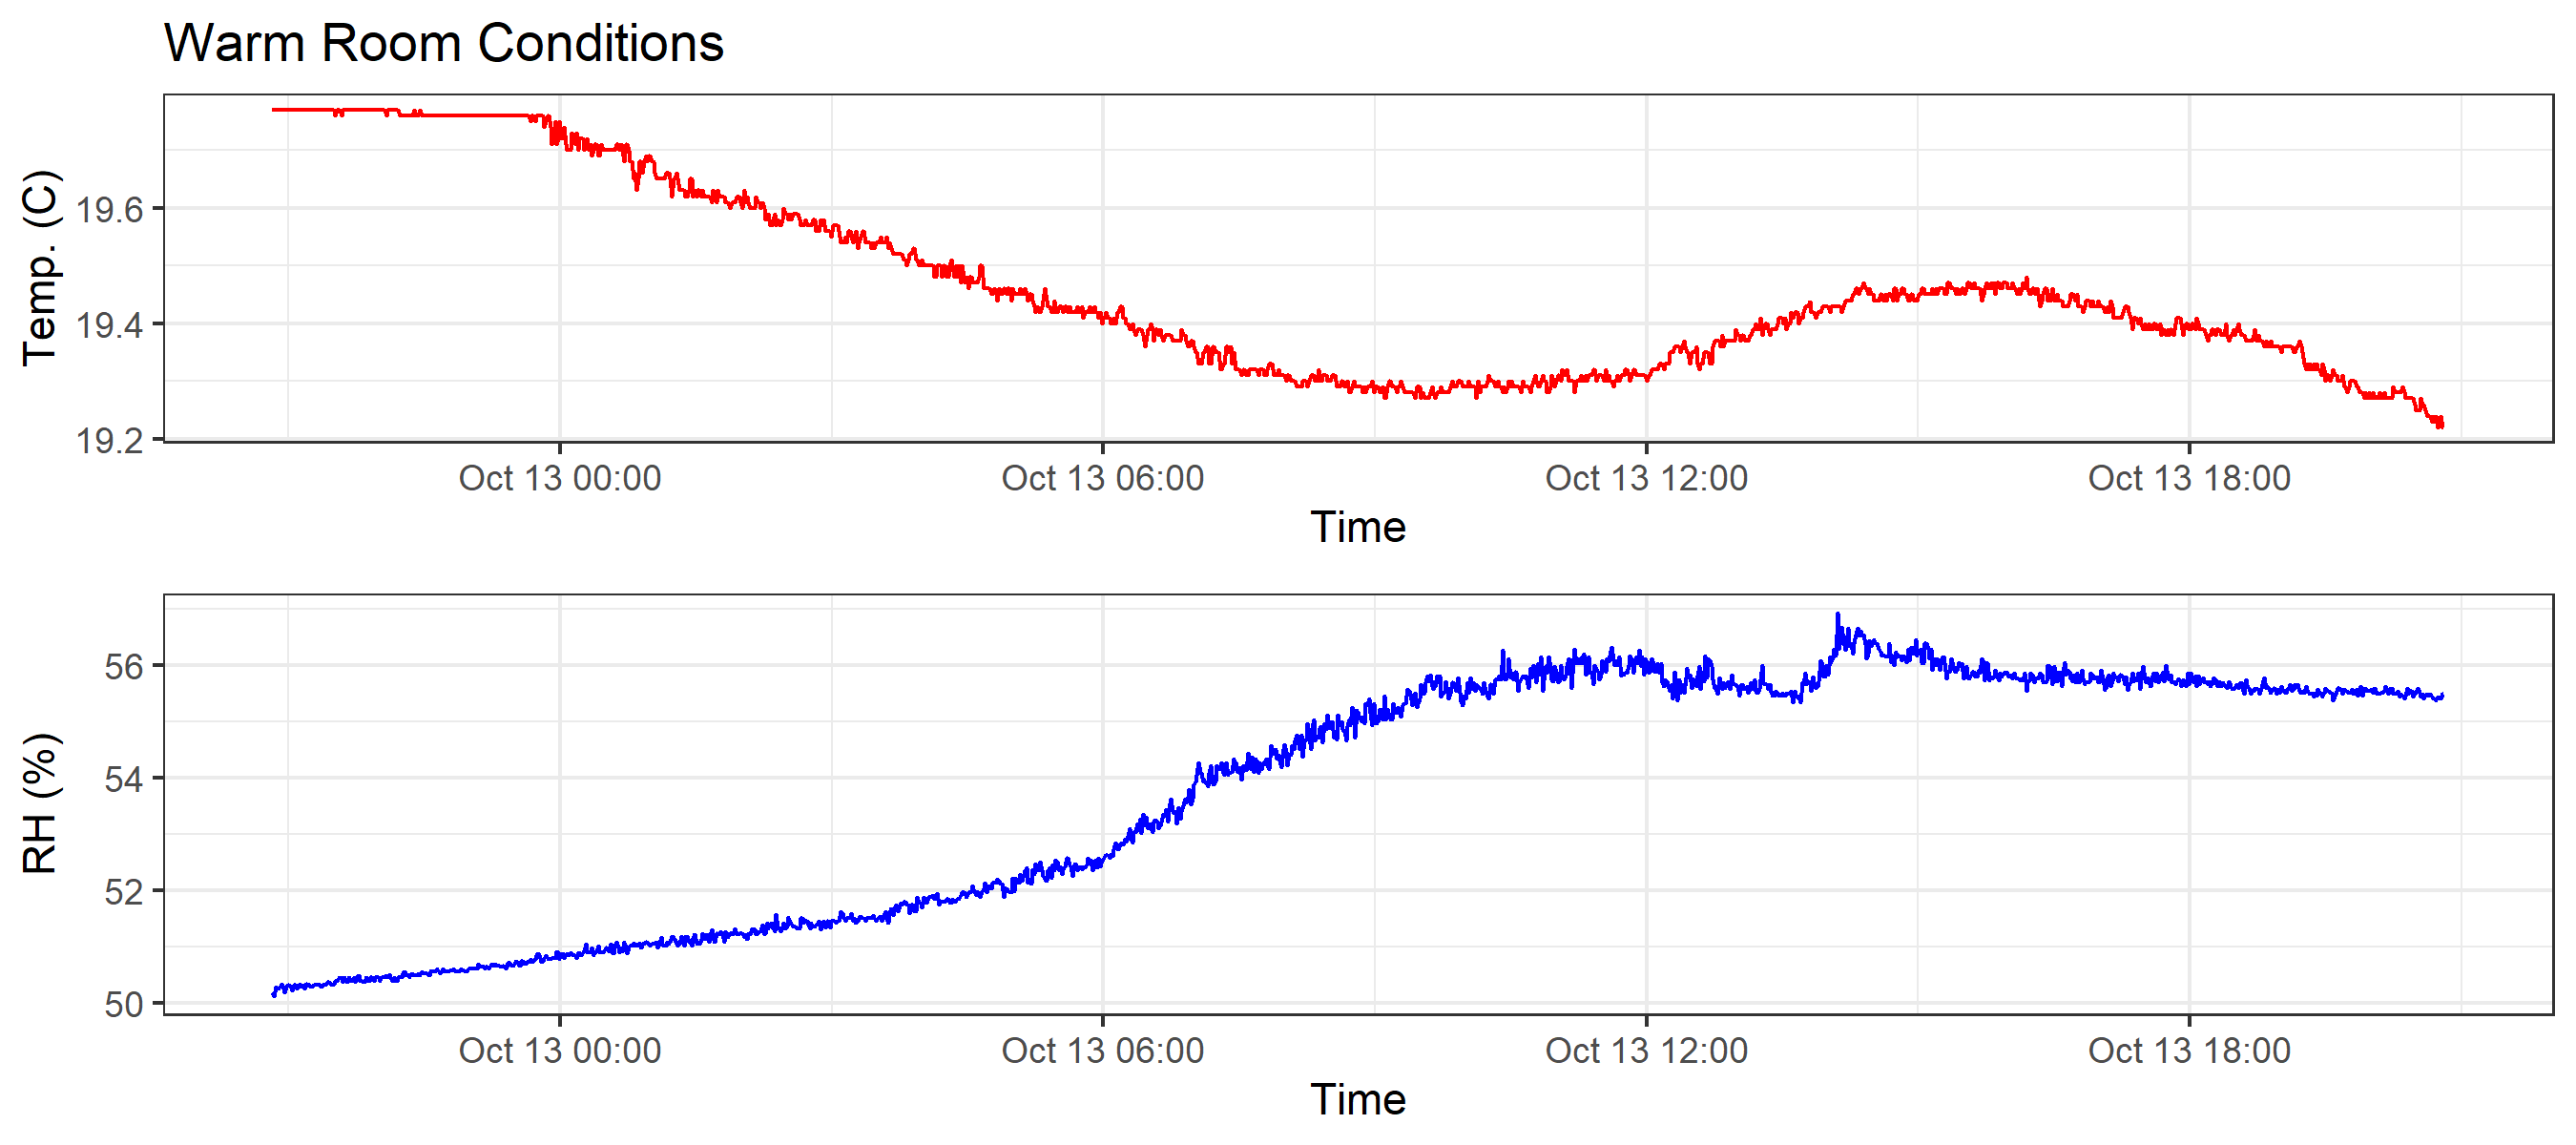 Warm Room Conditions
Temp. (C)
19.6
19.4
19.2
Oct 13 00:00 Oct 13 06:00 Oct 13 12:00 Oct 13 18:00
Time
RH (%)
56
54
52
50
Oct 13 00:00 Oct 13 06:00 Oct 13 12:00 Oct 13 18:00
Time